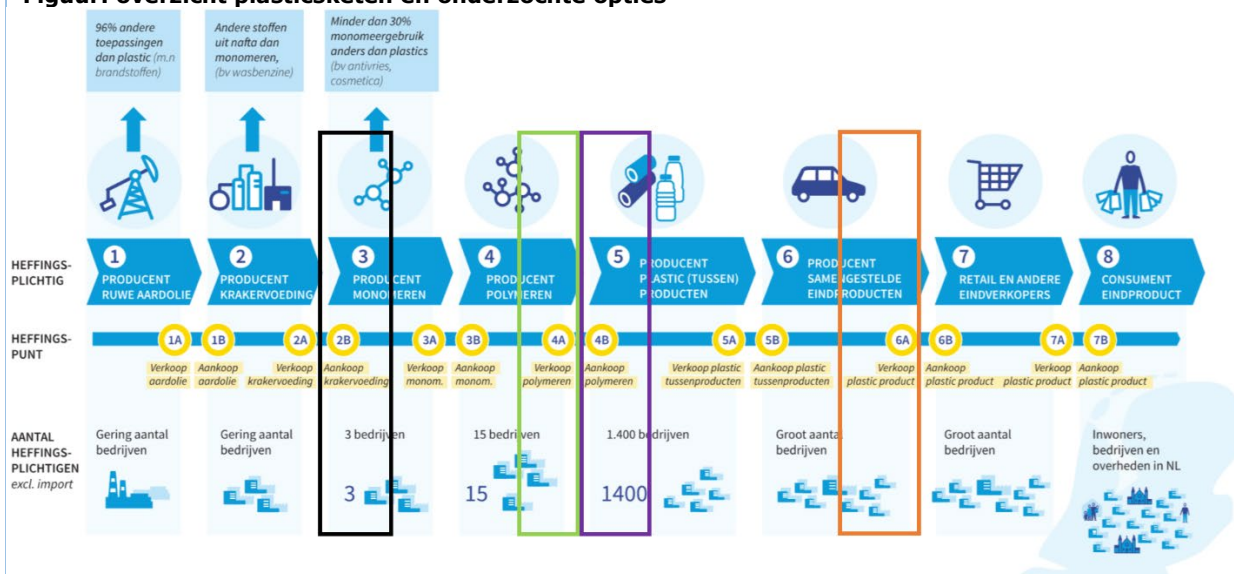 Figuur: overzicht plasticsketen en onderzochte opties
96% andere
toepassingen
dan plastic (m.n
brandstoffen)
Andere stoffen
uit nafta dan
monomeren,
(bv wasbenzine)
Minder dan 30%
monomeergebruik
anders dan plastics
(bv antivries,
cosmetica)
HEFFINGS-
PLICHTIG
1
PRODUCENT
RUWE AARDOLIE
2
PRODUCENT
KRAKERVOEDING
3
PRODUCENT
MONOMEREN
4
PRODUCENT
POLYMEREN
5
PRODUCENT
PLASTIC (TUSSEN)
PRODUCTEN
6
PRODUCENT
SAMENGESTELDE
EINDPRODUCTEN
7
RETAIL EN ANDERE
EINDVERKOPERS
8
CONSUMENT
EINDPRODUCT
HEFFINGS-
PUNT
1A
Verkoop
aardolie
1B
Aankoop
aardolie
2A
Verkoop
krakervoeding
2B
Aankoop
krakervoeding
3A
Verkoop
monom.
3B
Aankoop
monom.
4A
Verkoop
polymeren
4B
Aankoop
polymeren
5A
Verkoop plastic
tussenproducten
5B
Aankoop plastic
tussenproducten
6A
Verkoop
plastic product
6B
Aankoop
plastic product
7A
Verkoop
plastic product
7B
Aankoop
plastic product
AANTAL
HEFFINGS-
PLICHTIGEN
excl. import
Gering aantal
bedrijven
Gering aantal
bedrijven
3 bedrijven
3
15 bedrijven
15
1.400 bedrijven
1400
Groot aantal
bedrijven
Groot aantal
bedrijven
Inwoners,
bedrijven en
overheden in NL